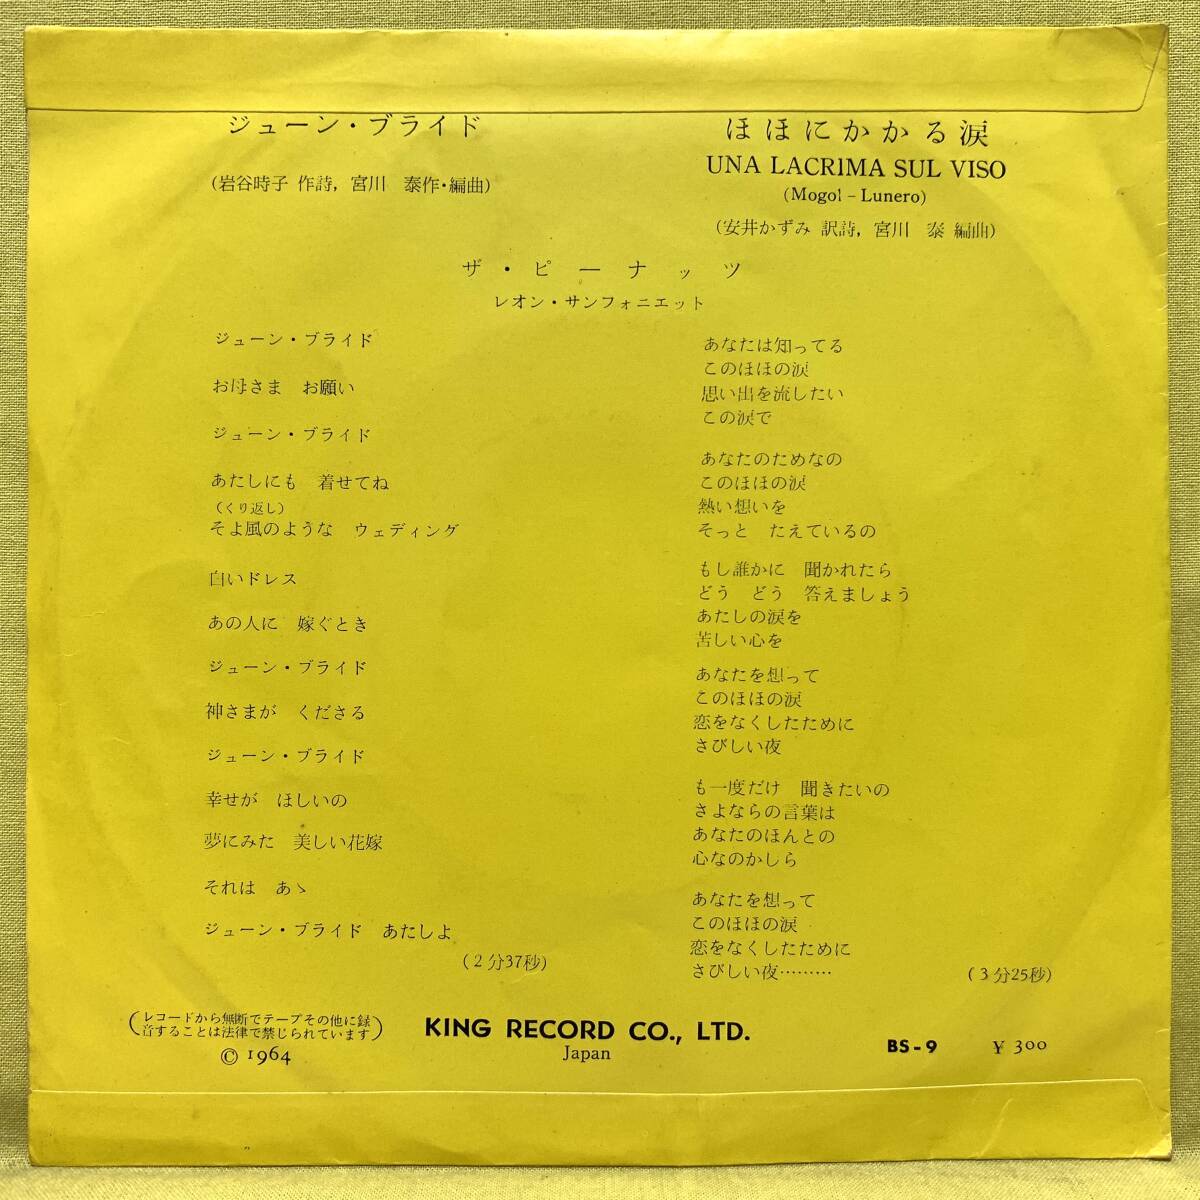 ジューン・ブライド
(岩谷時子 作詩, 宮川 泰作・編曲)
ほほにかかる涙
UNA LACRIMA SUL VISO
(Mogol – Lunero)
(安井かずみ 訳詩, 宮川 泰 編曲)
ザ・ピーナッツ
レオン・サンフォニエット
ジューン・ブライド
お母さま お願い
ジューン・ブライド
あたしにも 着せてね
(くり返し)
そよ風のような ウェディング
白いドレス
あの人に 嫁ぐとき
ジューン・ブライド
神さまが くださる
ジューン・ブライド
幸せが ほしいの
夢にみた 美しい花嫁
それは あゝ
ジューン・ブライド あたしよ
(2分37秒)
あなたは知ってる
このほほの涙
思い出を流したい
この涙で
あなたのためなの
このほほの涙
熱い想いを
そっと たえているの
もし誰かに 聞かれたら
どう どう 答えましょう
あたしの涙を
苦しい心を
あなたを想って
このほほの涙
恋をなくしたために
さびしい夜
も一度だけ 聞きたいの
さよならの言葉は
あなたのほんとの
心なのかしら
あなたを想って
このほほの涙
恋をなくしたために
さびしい夜………
(3分25秒)
(レコードから無断でテープその他に録
音することは法律で禁じられています)
© 1964
KING RECORD CO., LTD.
Japan
BS-9 ¥300